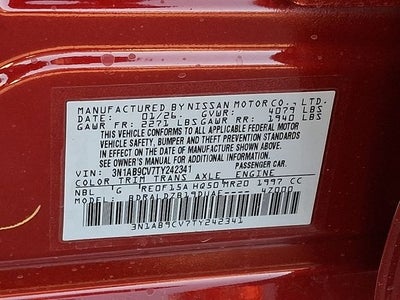 MANUFACTURED BY NISSAN MOTOR CO., LTD.
DATE: 01/26 GVWR: 4079 LBS
GAWR FR: 2271 LBS GAWR RR: 1940 LBS
THIS VEHICLE CONFORMS TO ALL APPLICABLE FEDERAL MOTOR
VEHICLE SAFETY, BUMPER AND THEFT PREVENTION STANDARDS
IN EFFECT ON THE DATE OF MANUFACTURE SHOWN ABOVE.
SEE OWNER'S MANUAL FOR FURTHER INFORMATION.
VIN: 3N1AB9CV7TY242341 PASSENGER CAR.
COLOR TRIM TRANS AXLE ENGINE
NBL G RE0F15A HQ50 MR20 1997 CC
47000
3N1AB9CV7TY242341